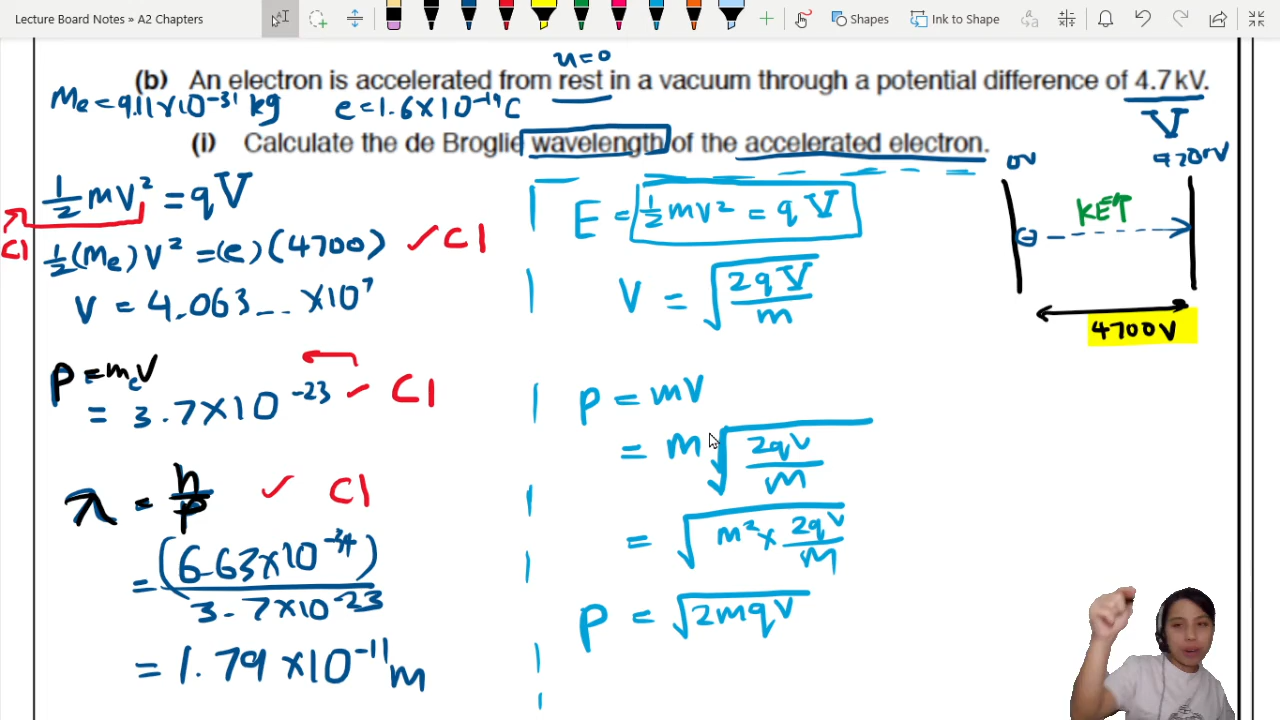 Lecture Board Notes » A2 Chapters
Shapes
Ink to Shape
u=0
(b) An electron is accelerated from rest in a vacuum through a potential difference of 4.7 kV.
Me = 9.11×10⁻³¹ kg e = 1.6×10⁻¹⁹ C
V
(i) Calculate the de Broglie wavelength of the accelerated electron.
½mv² = qV
C1
½(Me)v² = (e)(4700) ✓ C1
v = 4.063... ×10⁷
P = mₑv
= 3.7×10⁻²³ ✓ C1
λ = h/p ✓ C1
= (6.63×10⁻³⁴)
3.7×10⁻²³
= 1.79×10⁻¹¹ m
E = ½mv² = qV
v = √(2qV/m)
p = mv
= m√(2qV/m)
= √(m² × 2qV/m)
p = √2mqV
0V
4700V
KE↑
4700V